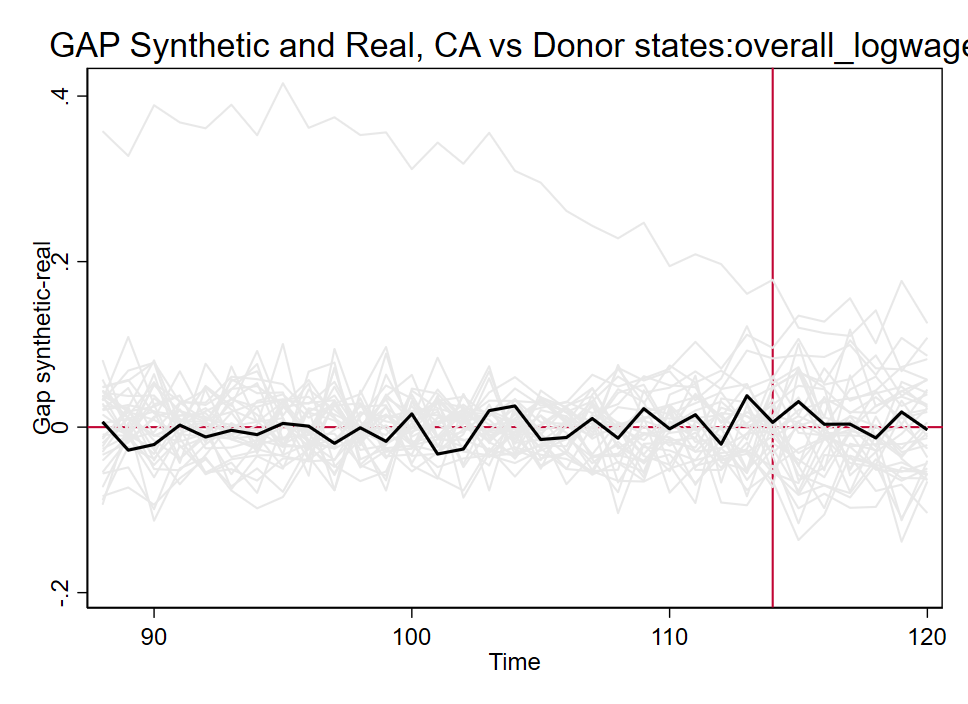 GAP Synthetic and Real, CA vs Donor states:overall_logwage
.4
.2
0
-.2
Gap synthetic-real
90
100
110
120
Time